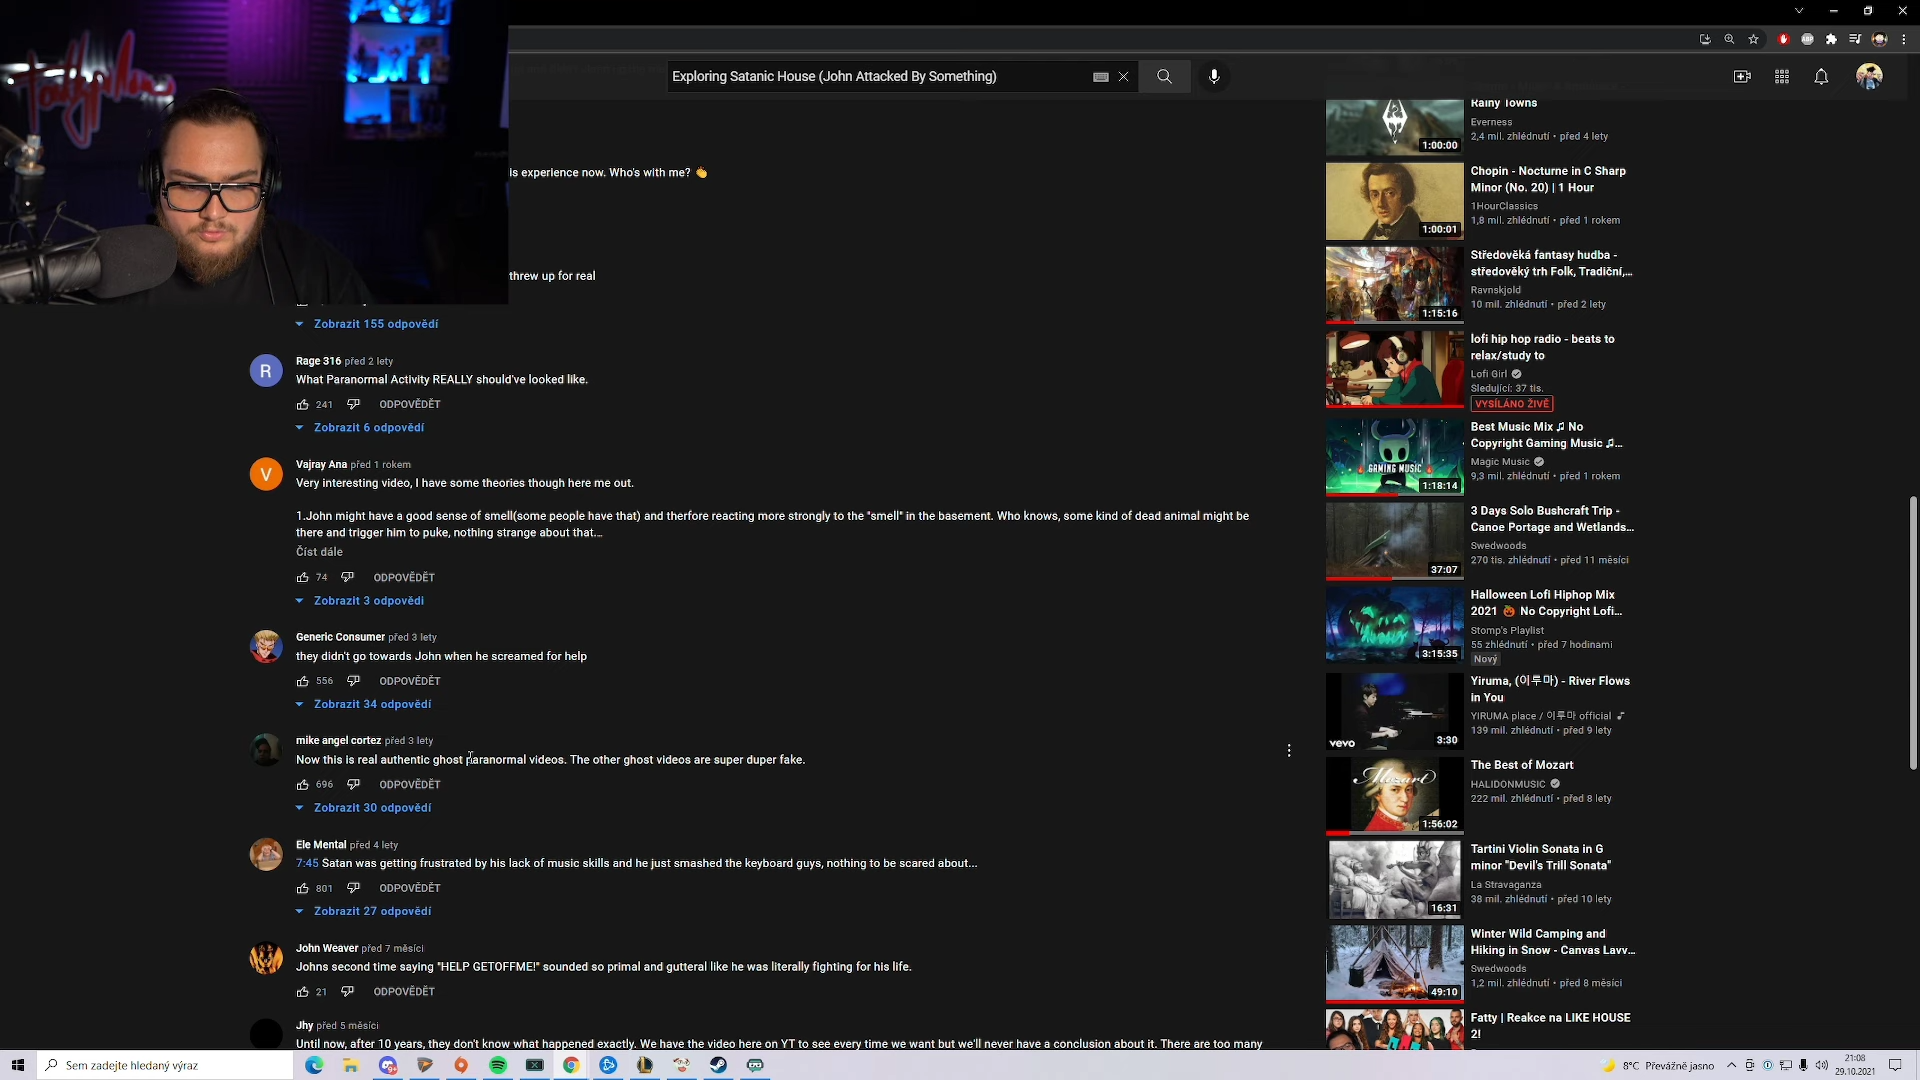 Exploring Satanic House (John Attacked By Something)
is experience now. Who's with me? 👏
threw up for real
Zobrazit 155 odpovědí
Rage 316 před 2 lety
What Paranormal Activity REALLY should've looked like.
241 ODPOVĚDĚT
Zobrazit 6 odpovědí
V
Vajray Ana před 1 rokem
Very interesting video, I have some theories though here me out.
1.John might have a good sense of smell(some people have that) and therfore reacting more strongly to the "smell" in the basement. Who knows, some kind of dead animal might be
there and trigger him to puke, nothing strange about that...
Číst dále
74 ODPOVĚDĚT
Zobrazit 3 odpovědi
Generic Consumer před 3 lety
they didn't go towards John when he screamed for help
556 ODPOVĚDĚT
Zobrazit 34 odpovědí
mike angel cortez před 3 lety
Now this is real authentic ghost paranormal videos. The other ghost videos are super duper fake.
696 ODPOVĚDĚT
Zobrazit 30 odpovědí
Ele Mental před 4 lety
7:45 Satan was getting frustrated by his lack of music skills and he just smashed the keyboard guys, nothing to be scared about...
801 ODPOVĚDĚT
Zobrazit 27 odpovědí
John Weaver před 7 měsíci
Johns second time saying "HELP GETOFFME!" sounded so primal and gutteral like he was literally fighting for his life.
21 ODPOVĚDĚT
Jhy před 5 měsíci
Until now, after 10 years, they don't know what happened exactly. We have the video here on YT to see every time we want but we'll never have a conclusion about it. There are too many
R
Rainy Towns
Everness
2,4 mil. zhlédnutí • před 4 lety
1:00:00
Chopin - Nocturne in C Sharp
Minor (No. 20) | 1 Hour
1HourClassics
1,8 mil. zhlédnutí • před 1 rokem
1:00:01
Středověká fantasy hudba -
středověký trh Folk, Tradiční,...
Ravnskjold
10 mil. zhlédnutí • před 2 lety
1:15:16
lofi hip hop radio - beats to
relax/study to
Lofi Girl
Sledující: 37 tis.
VYSÍLÁNO ŽIVĚ
Best Music Mix ♫ No
Copyright Gaming Music ♫...
Magic Music
9,3 mil. zhlédnutí • před 1 rokem
GAMING MUSIC
1:18:14
3 Days Solo Bushcraft Trip -
Canoe Portage and Wetlands...
Swedwoods
270 tis. zhlédnutí • před 11 měsíci
37:07
Halloween Lofi Hiphop Mix
2021 🎃 No Copyright Lofi...
Stomp's Playlist
55 zhlédnutí • před 7 hodinami
Nový
3:15:35
Yiruma, (이루마) - River Flows
in You
YIRUMA place / 이루마 official
139 mil. zhlédnutí • před 9 lety
vevo
3:30
The Best of Mozart
HALIDONMUSIC
222 mil. zhlédnutí • před 8 lety
Mozart
1:56:02
Tartini Violin Sonata in G
minor "Devil's Trill Sonata"
La Stravaganza
38 mil. zhlédnutí • před 10 lety
16:31
Winter Wild Camping and
Hiking in Snow - Canvas Lavv...
Swedwoods
1,2 mil. zhlédnutí • před 8 měsíci
49:10
Fatty | Reakce na LIKE HOUSE
2!
Sem zadejte hledaný výraz
8°C Převážně jasno
21:08
29.10.2021